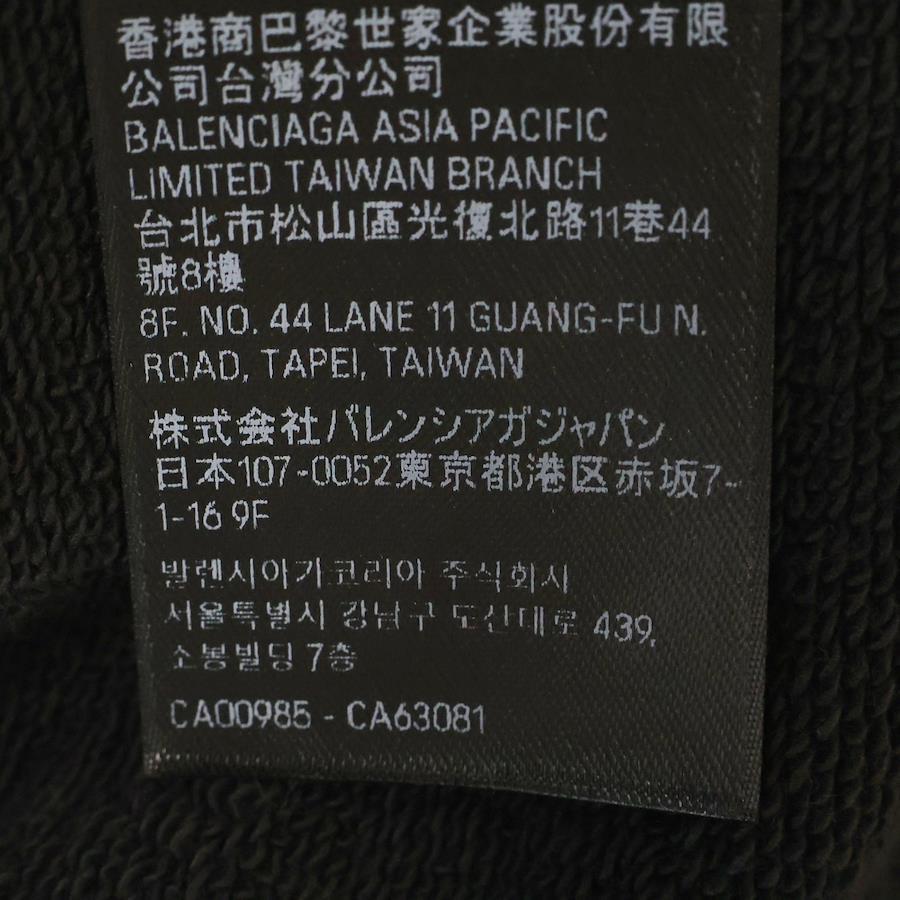 香港商巴黎世家企業股份有限
公司台灣分公司
BALENCIAGA ASIA PACIFIC
LIMITED TAIWAN BRANCH
台北市松山區光復北路11巷44
號8樓
8F. NO. 44 LANE 11 GUANG-FU N.
ROAD, TAPEI, TAIWAN
株式会社バレンシアガジャパン
日本107-0052東京都港区赤坂7-
1-16 9F
발렌시아가코리아 주식회사
서울특별시 강남구 도산대로 439,
소봉빌딩 7층
CA00985 - CA63081